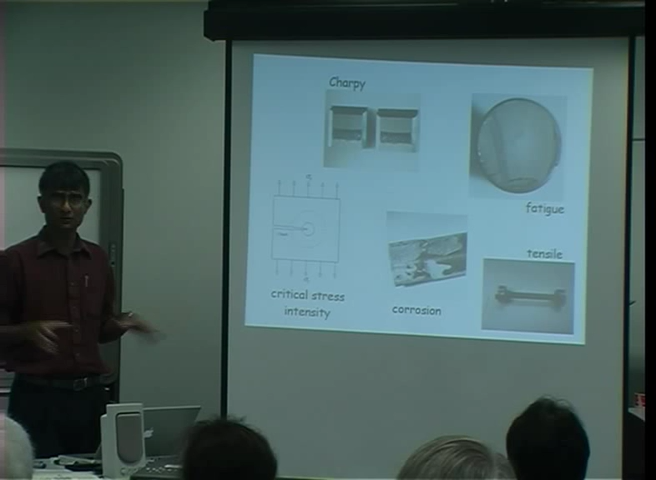 Charpy
fatigue
critical stress
intensity
corrosion
tensile